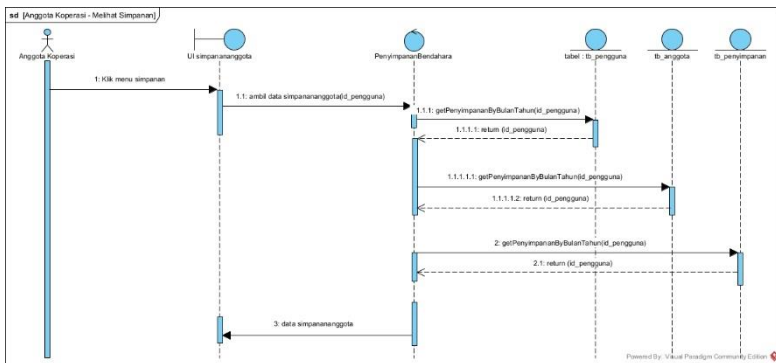 sd [Anggota Koperasi - Melihat Simpanan]
Anggota Koperasi
UI simpanananggota
PenyimpananBendahara
tabel : tb_pengguna
tb_anggota
tb_penyimpanan
1: Klik menu simpanan
1.1: ambil data simpanananggota(id_pengguna)
1.1.1: getPenyimpananByBulanTahun(id_pengguna)
1.1.1.1: return (id_pengguna)
1.1.1.1.1: getPenyimpananByBulanTahun(id_pengguna)
1.1.1.1.2: return (id_pengguna)
2: getPenyimpananByBulanTahun(id_pengguna)
2.1: return (id_pengguna)
3: data simpanananggota
Powered By: Visual Paradigm Community Edition